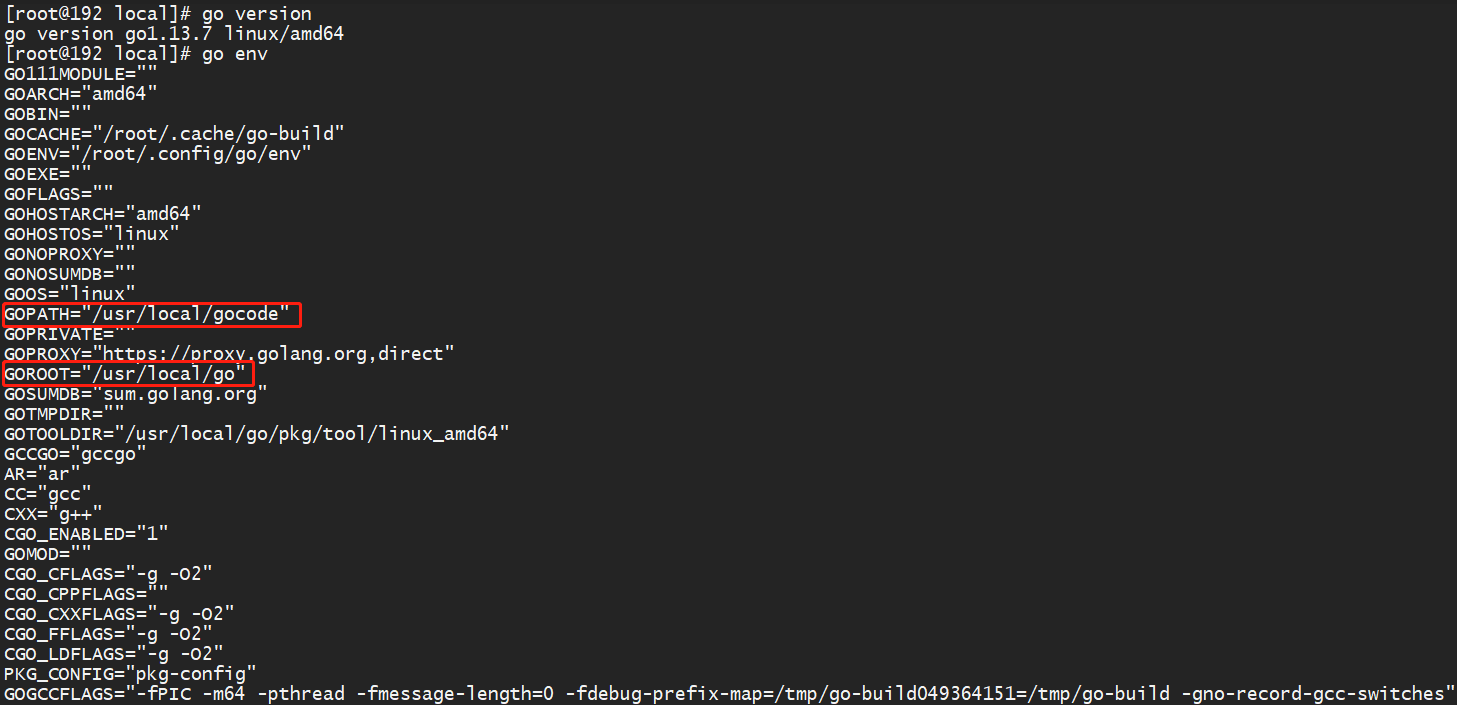 [root@192 local]# go version
go version go1.13.7 linux/amd64
[root@192 local]# go env
GO111MODULE=""
GOARCH="amd64"
GOBIN=""
GOCACHE="/root/.cache/go-build"
GOENV="/root/.config/go/env"
GOEXE=""
GOFLAGS=""
GOHOSTARCH="amd64"
GOHOSTOS="linux"
GONOPROXY=""
GONOSUMDB=""
GOOS="linux"
GOPATH="/usr/local/gocode"
GOPRIVATE=""
GOPROXY="https://proxy.golang.org,direct"
GOROOT="/usr/local/go"
GOSUMDB="sum.golang.org"
GOTMPDIR=""
GOTOOLDIR="/usr/local/go/pkg/tool/linux_amd64"
GCCGO="gccgo"
AR="ar"
CC="gcc"
CXX="g++"
CGO_ENABLED="1"
GOMOD=""
CGO_CFLAGS="-g -O2"
CGO_CPPFLAGS=""
CGO_CXXFLAGS="-g -O2"
CGO_FFLAGS="-g -O2"
CGO_LDFLAGS="-g -O2"
PKG_CONFIG="pkg-config"
GOGCCFLAGS="-fPIC -m64 -pthread -fmessage-length=0 -fdebug-prefix-map=/tmp/go-build049364151=/tmp/go-build -gno-record-gcc-switches"